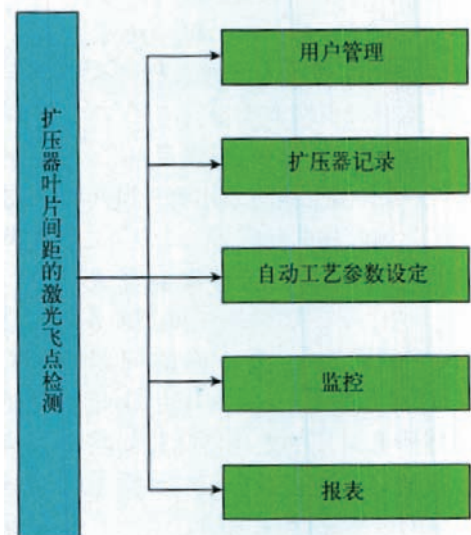 扩压器叶片间距的激光飞点检测
用户管理
扩压器记录
自动工艺参数设定
监控
报表